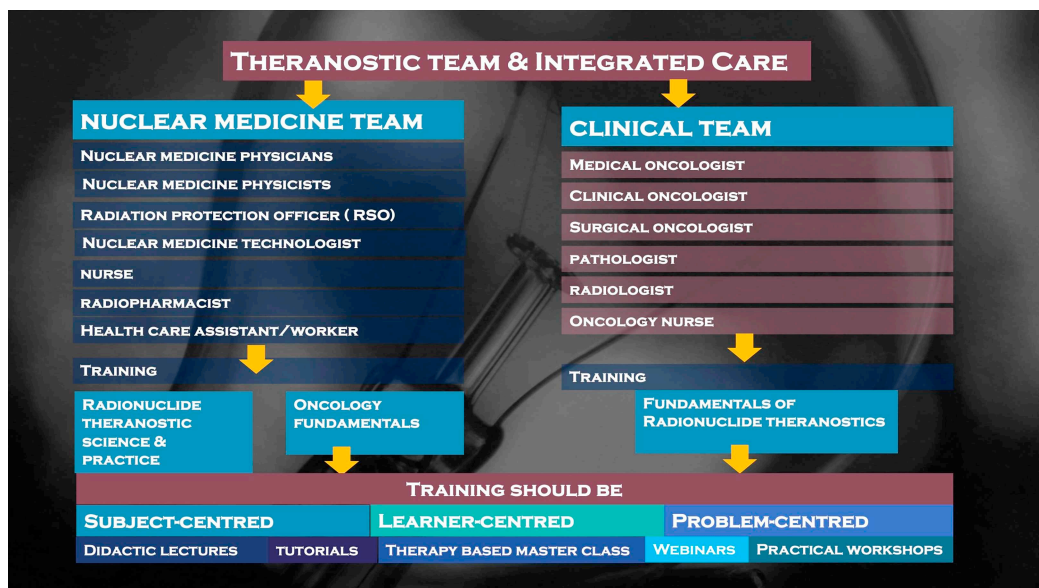 THERANOSTIC TEAM & INTEGRATED CARE
NUCLEAR MEDICINE TEAM
NUCLEAR MEDICINE PHYSICIANS
NUCLEAR MEDICINE PHYSICISTS
RADIATION PROTECTION OFFICER ( RSO)
NUCLEAR MEDICINE TECHNOLOGIST
NURSE
RADIOPHARMACIST
HEALTH CARE ASSISTANT/WORKER
TRAINING
RADIONUCLIDE
THERANOSTIC
SCIENCE &
PRACTICE
ONCOLOGY
FUNDAMENTALS
CLINICAL TEAM
MEDICAL ONCOLOGIST
CLINICAL ONCOLOGIST
SURGICAL ONCOLOGIST
PATHOLOGIST
RADIOLOGIST
ONCOLOGY NURSE
TRAINING
FUNDAMENTALS OF
RADIONUCLIDE THERANOSTICS
TRAINING SHOULD BE
SUBJECT-CENTRED
LEARNER-CENTRED
PROBLEM-CENTRED
DIDACTIC LECTURES
TUTORIALS
THERAPY BASED MASTER CLASS
WEBINARS
PRACTICAL WORKSHOPS